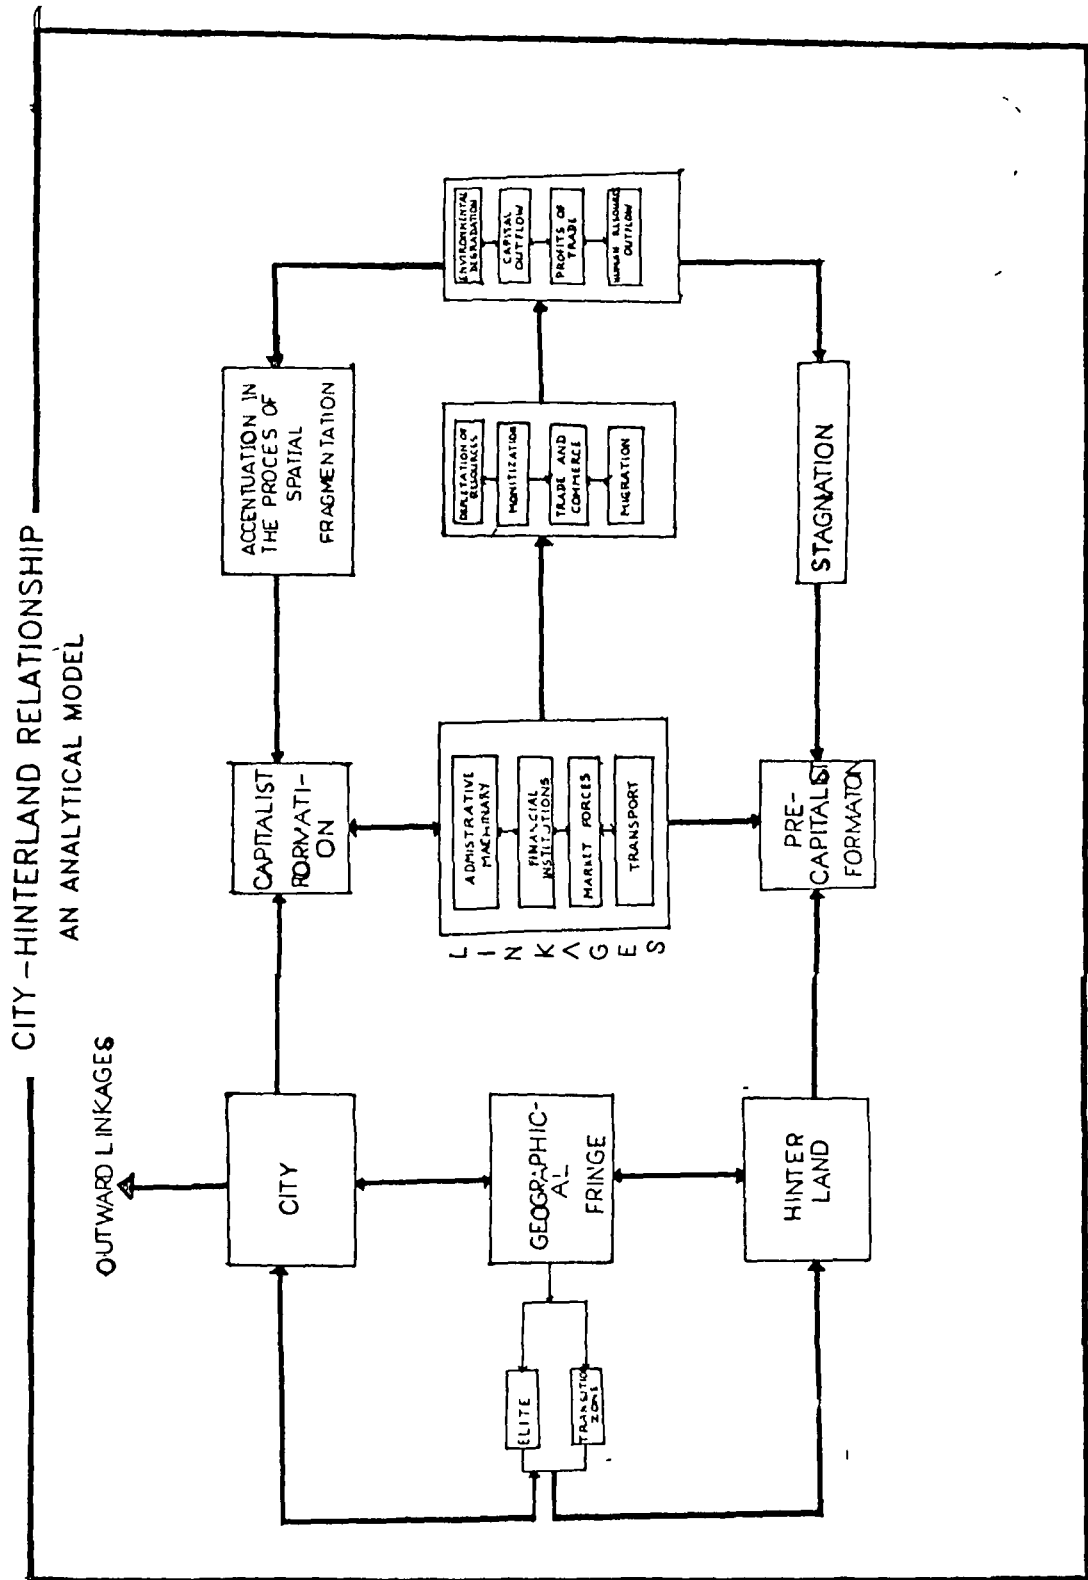 CITY-HINTERLAND RELATIONSHIP
AN ANALYTICAL MODEL
OUTWARD LINKAGES
CITY
CAPITALIST
FORMATI-
ON
ACCENTUATION IN
THE PROCES OF
SPATIAL
FRAGMENTATION
ELITE
TRANSITION
ZONE
GEOGRAPHIC-
AL
FRINGE
LINKAGES
ADMISTRATIVE
MACHINARY
FINANCIAL
INSTITUTIONS
MARKET FORCES
TRANSPORT
DEPLETATION OF
RESOURCES
MONITIZATION
TRADE AND
COMMERCE
MIGRATION
ENVIRONMENTAL
DEGRADATION
CAPITAL
OUTFLOW
PROFITS OF
TRADE
HUMAN RESOURCE
OUTFLOW
HINTER
LAND
PRE-
CAPITALIST
FORMATON
STAGNATION